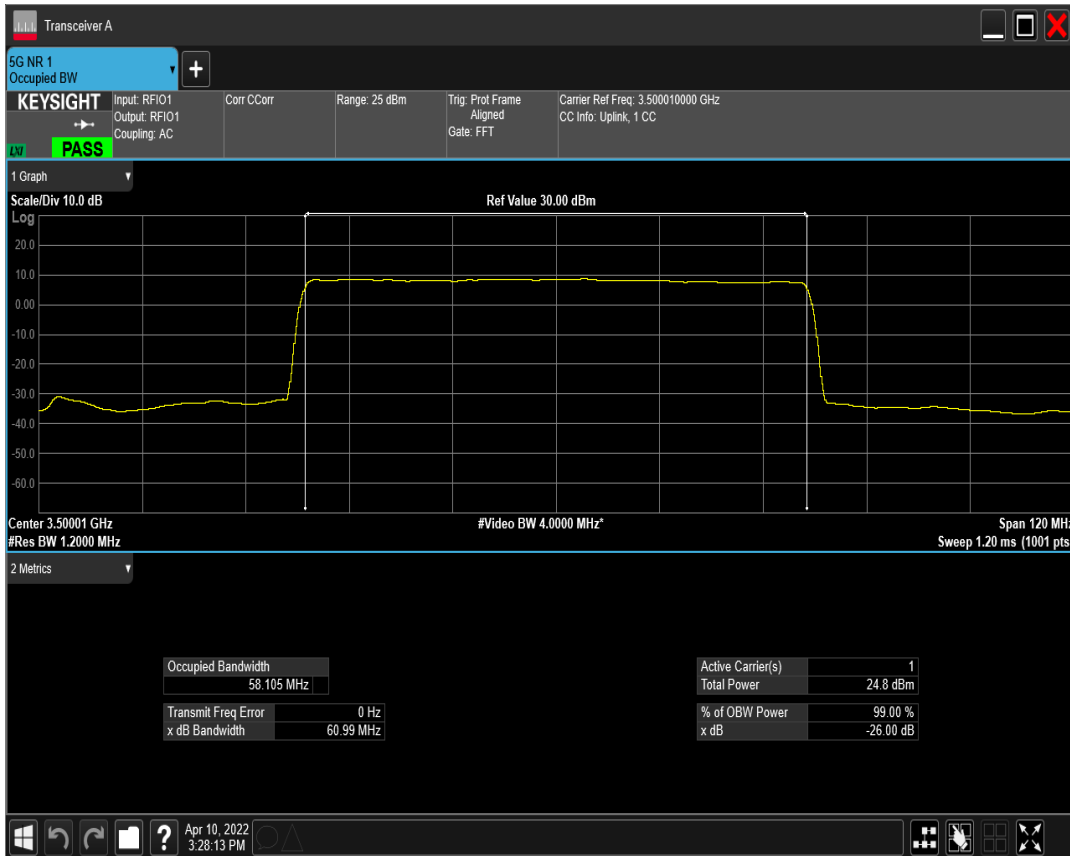 Transceiver A
5G NR 1
Occupied BW
+
KEYSIGHT
LXI
PASS
Input: RFIO1
Output: RFIO1
Coupling: AC
Corr CCorr
Range: 25 dBm
Trig: Prot Frame
Aligned
Gate: FFT
Carrier Ref Freq: 3.500010000 GHz
CC Info: Uplink, 1 CC
1 Graph
Scale/Div 10.0 dB
Ref Value 30.00 dBm
Log
20.0
10.0
0.00
-10.0
-20.0
-30.0
-40.0
-50.0
-60.0
Center 3.50001 GHz
#Video BW 4.0000 MHz*
Span 120 MHz
#Res BW 1.2000 MHz
Sweep 1.20 ms (1001 pts
2 Metrics
Occupied Bandwidth
58.105 MHz
Transmit Freq Error 0 Hz
x dB Bandwidth 60.99 MHz
Active Carrier(s) 1
Total Power 24.8 dBm
% of OBW Power 99.00 %
x dB -26.00 dB
?
Apr 10, 2022
3:28:13 PM